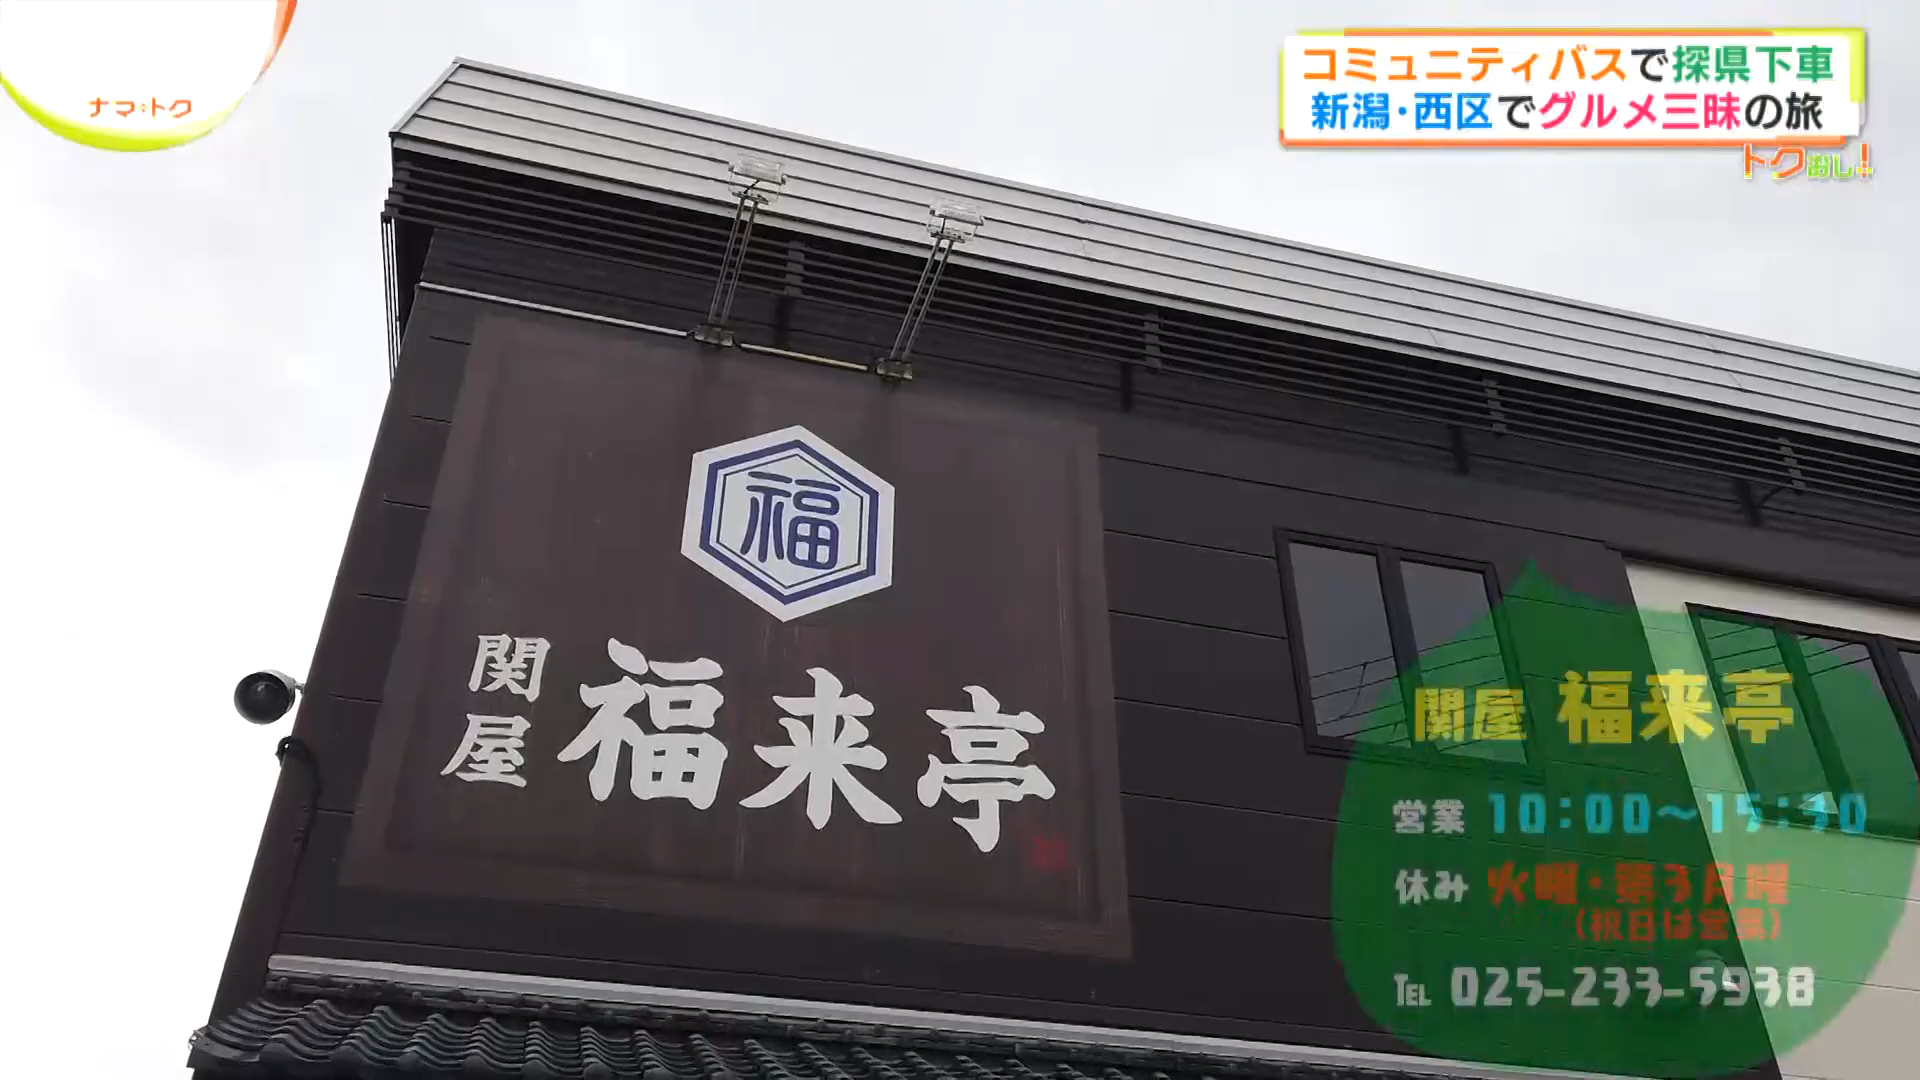 ナマ・トク
コミュニティバスで探県下車
新潟・西区でグルメ三昧の旅
トク出し!
福
関屋 福来亭
関屋 福来亭
営業 10:00～15:30
休み 火曜・第3月曜
(祝日は営業)
TEL 025-233-5938